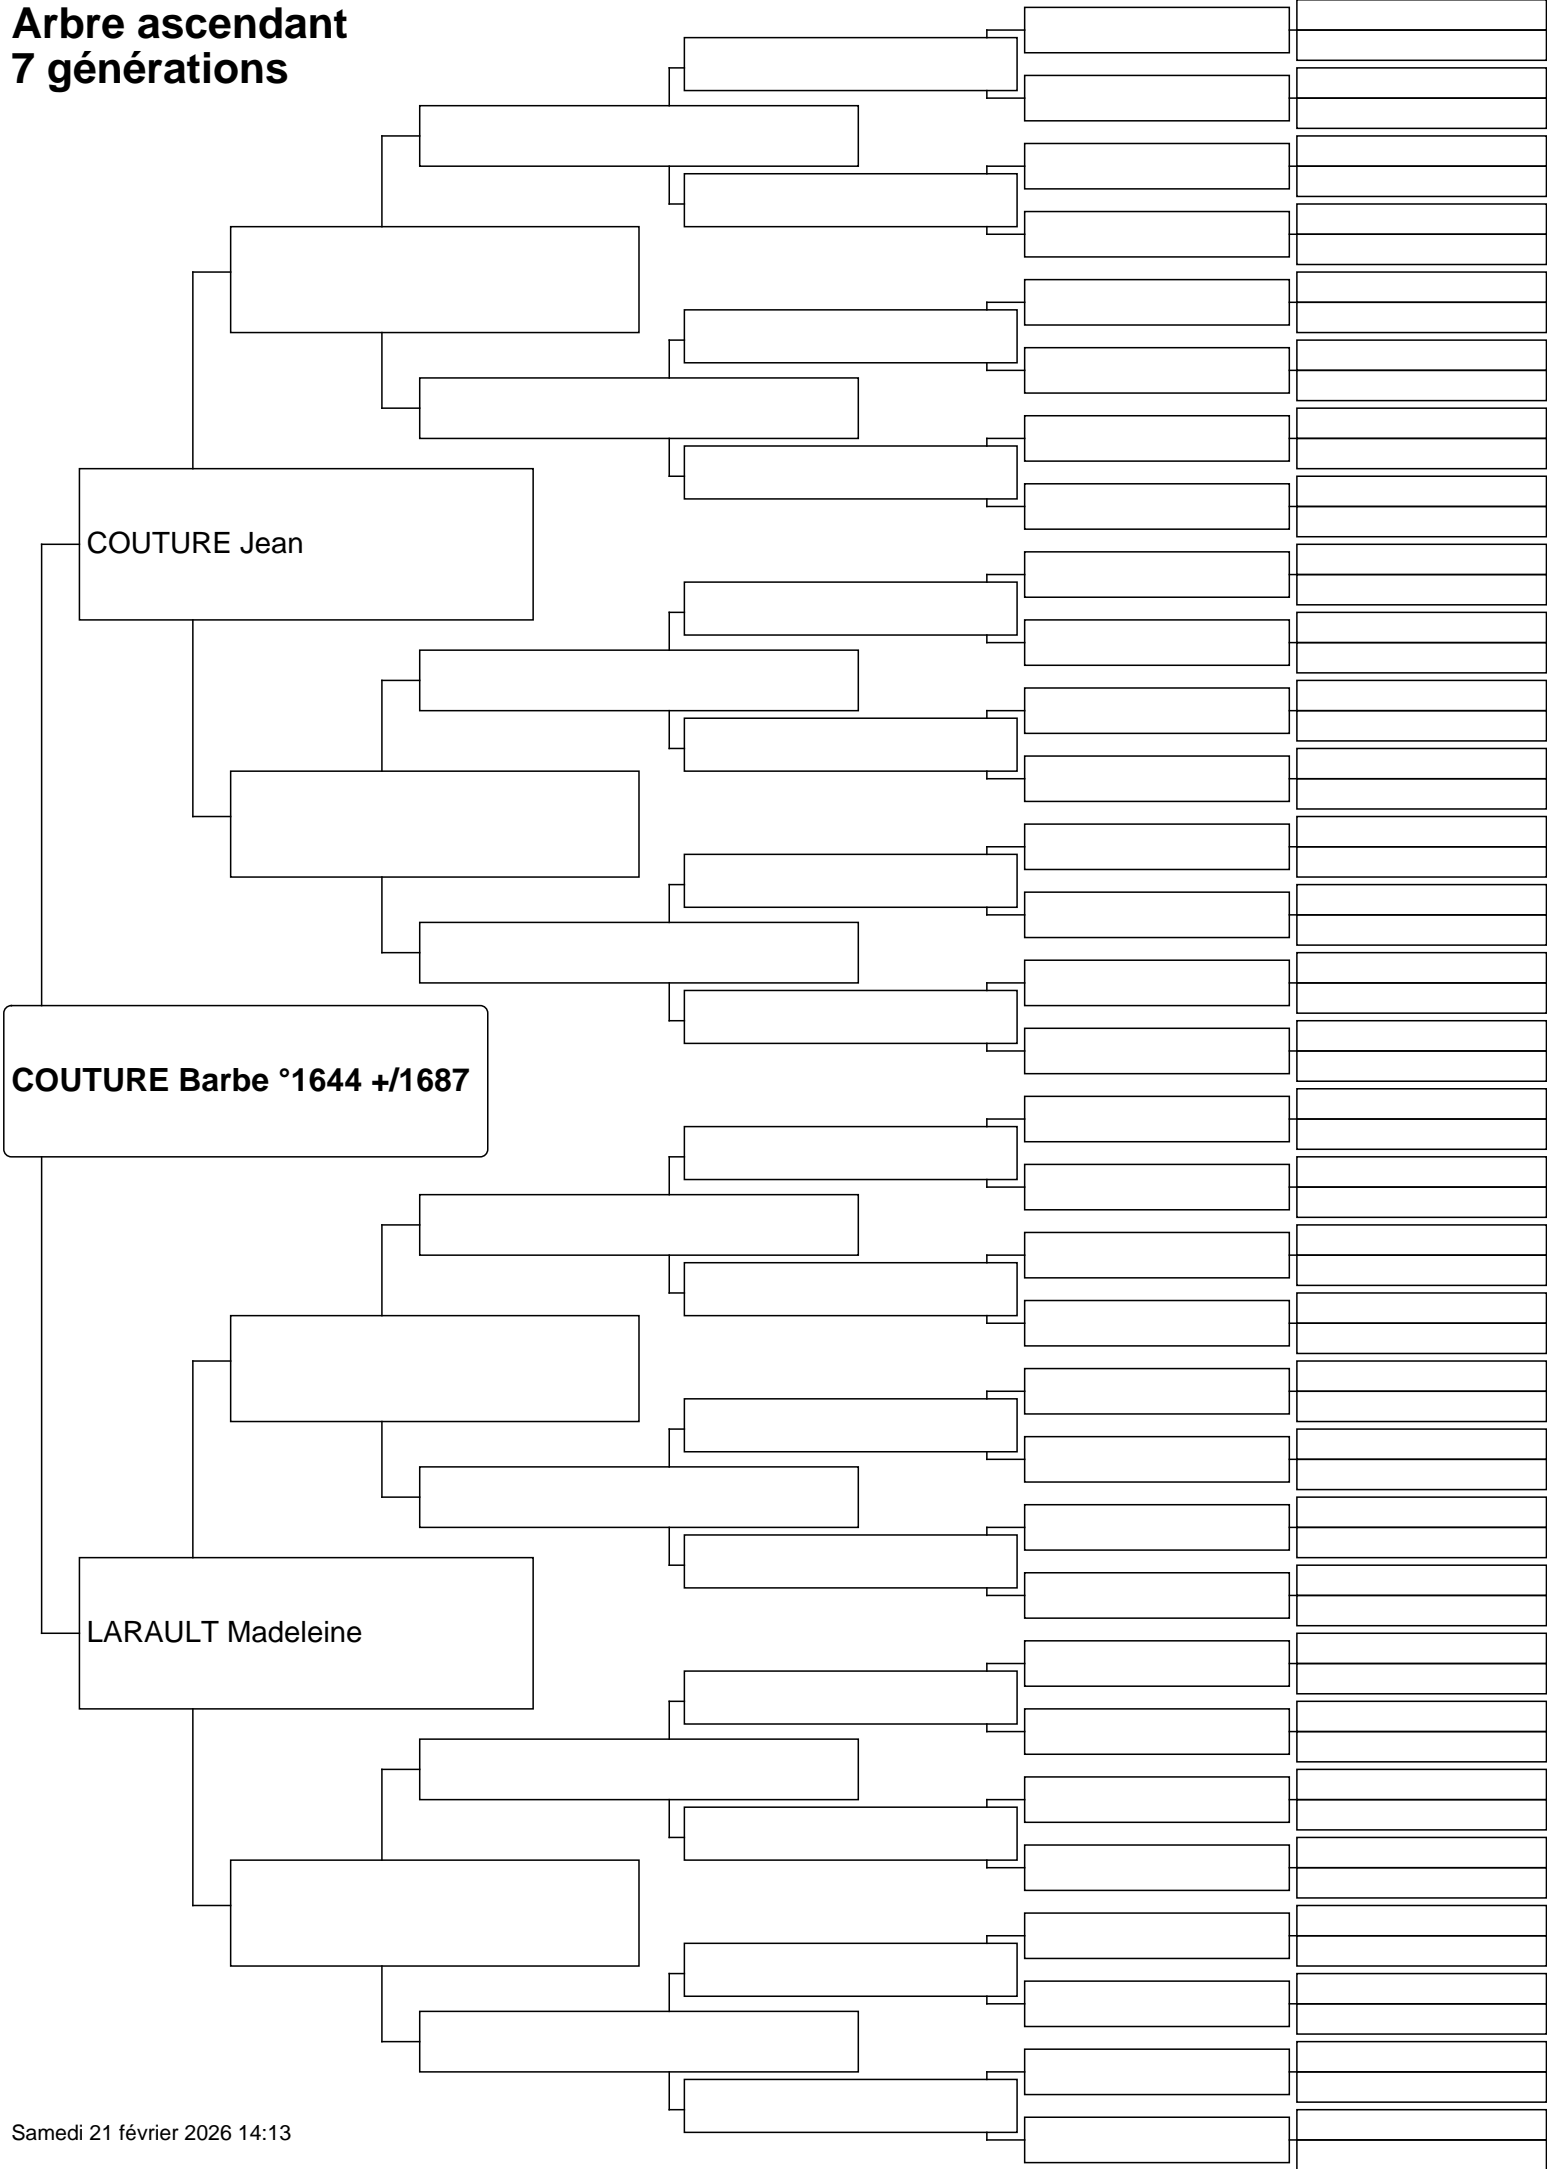 Arbre ascendant
7 générations
COUTURE Jean
COUTURE Barbe °1644 +/1687
LARAULT Madeleine
Samedi 21 février 2026 14:13